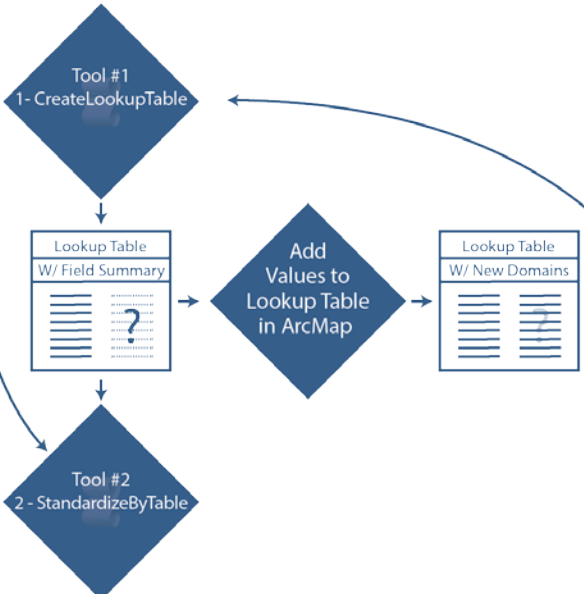 Tool #1
1- CreateLookupTable
Lookup Table
W/ Field Summary
?
Add
Values to
Lookup Table
in ArcMap
Lookup Table
W/ New Domains
?
Tool #2
2 - StandardizeByTable